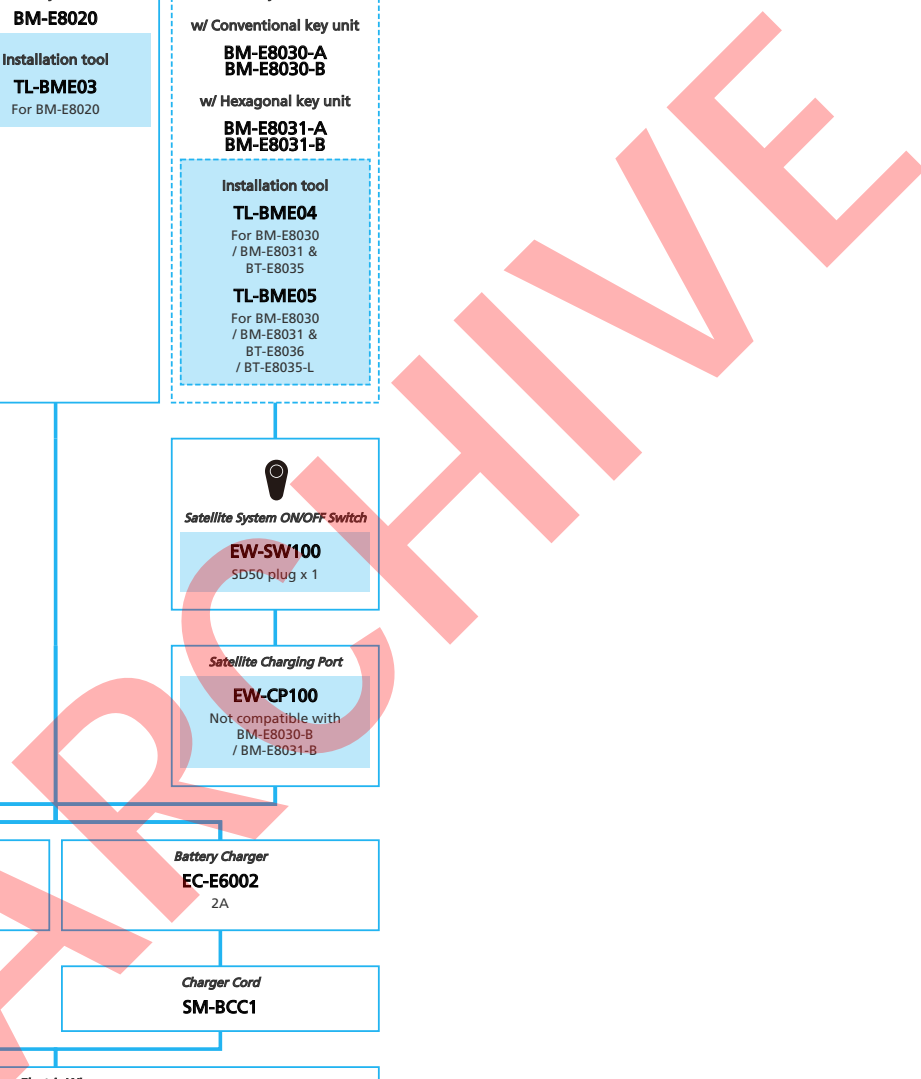 BM-E8020
Installation tool
TL-BME03
For BM-E8020
w/ Conventional key unit
BM-E8030-A
BM-E8030-B
w/ Hexagonal key unit
BM-E8031-A
BM-E8031-B
Installation tool
TL-BME04
For BM-E8030
/ BM-E8031 &
BT-E8035
TL-BME05
For BM-E8030
/ BM-E8031 &
BT-E8036
/ BT-E8035-L
Satellite System ON/OFF Switch
EW-SW100
SD50 plug x 1
Satellite Charging Port
EW-CP100
Not compatible with
BM-E8030-B
/ BM-E8031-B
Battery Charger
EC-E6002
2A
Charger Cord
SM-BCC1
ARCHIVE